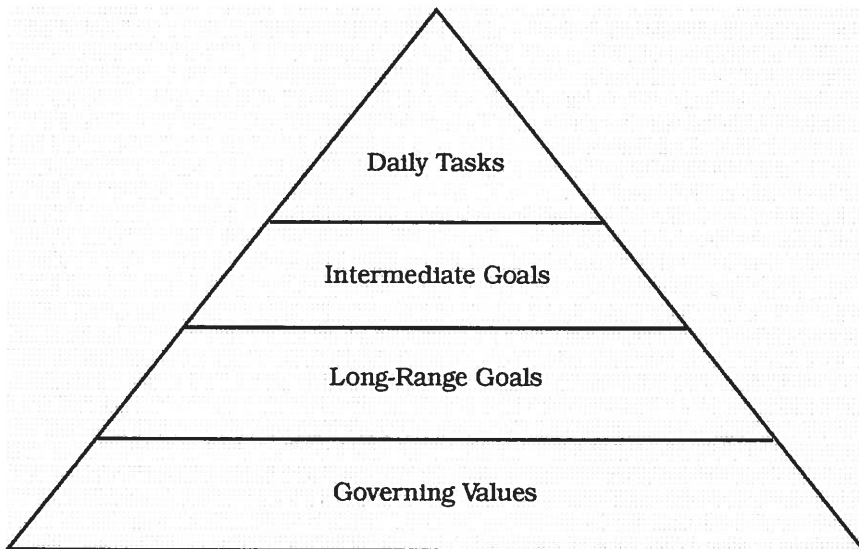 Daily Tasks
Intermediate Goals
Long-Range Goals
Governing Values